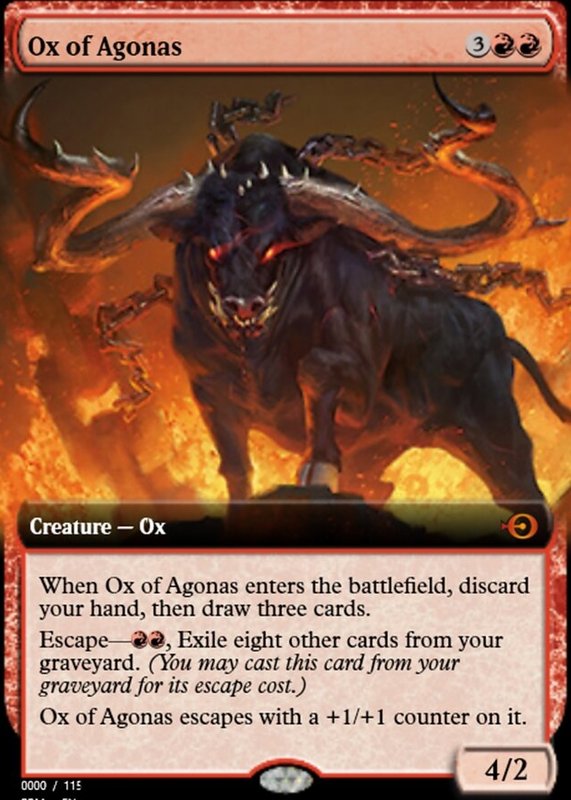 Ox of Agonas 3
Creature — Ox
When Ox of Agonas enters the battlefield, discard
your hand, then draw three cards.
Escape—, Exile eight other cards from your
graveyard. (You may cast this card from your
graveyard for its escape cost.)
Ox of Agonas escapes with a +1/+1 counter on it.
4/2
0000 / 115